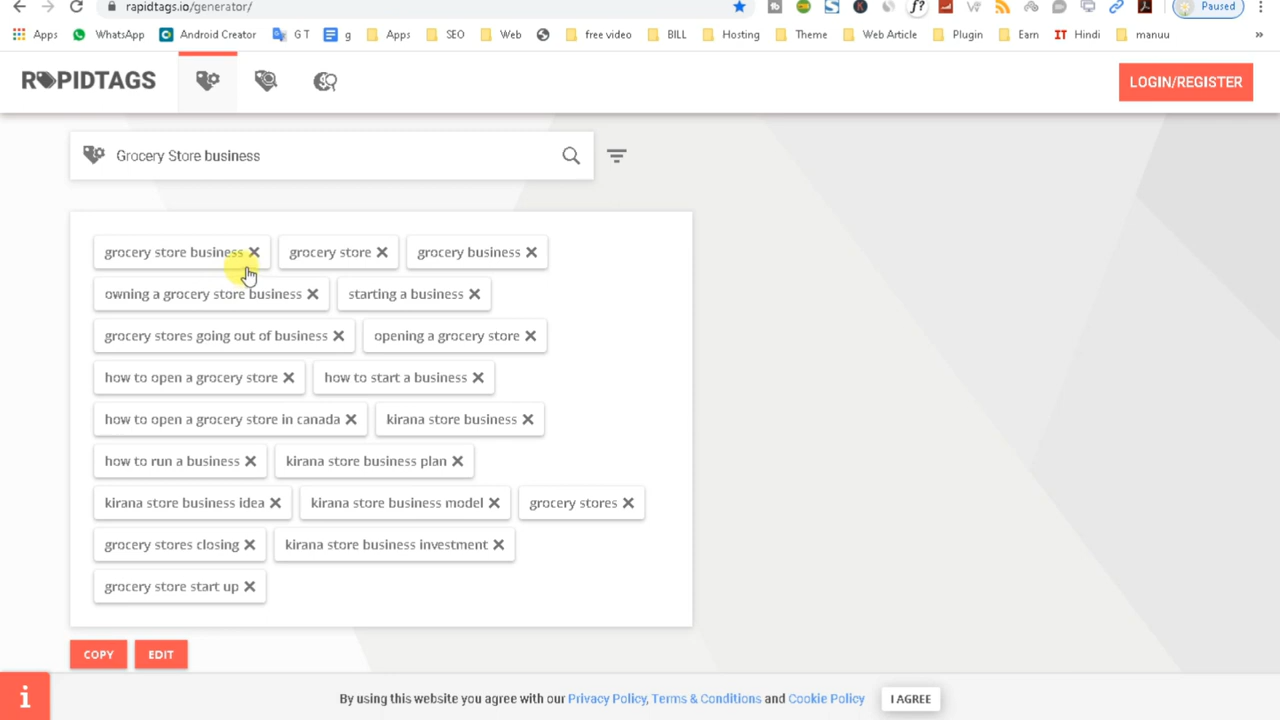 rapidtags.io/generator/
Paused
Apps WhatsApp Android Creator G T g Apps SEO Web free video BILL Hosting Theme Web Article Plugin Earn IT Hindi manuu »
RAPIDTAGS
LOGIN/REGISTER
Grocery Store business
grocery store business ✕ grocery store ✕ grocery business ✕
owning a grocery store business ✕ starting a business ✕
grocery stores going out of business ✕ opening a grocery store ✕
how to open a grocery store ✕ how to start a business ✕
how to open a grocery store in canada ✕ kirana store business ✕
how to run a business ✕ kirana store business plan ✕
kirana store business idea ✕ kirana store business model ✕ grocery stores ✕
grocery stores closing ✕ kirana store business investment ✕
grocery store start up ✕
COPY EDIT
i By using this website you agree with our Privacy Policy, Terms & Conditions and Cookie Policy I AGREE